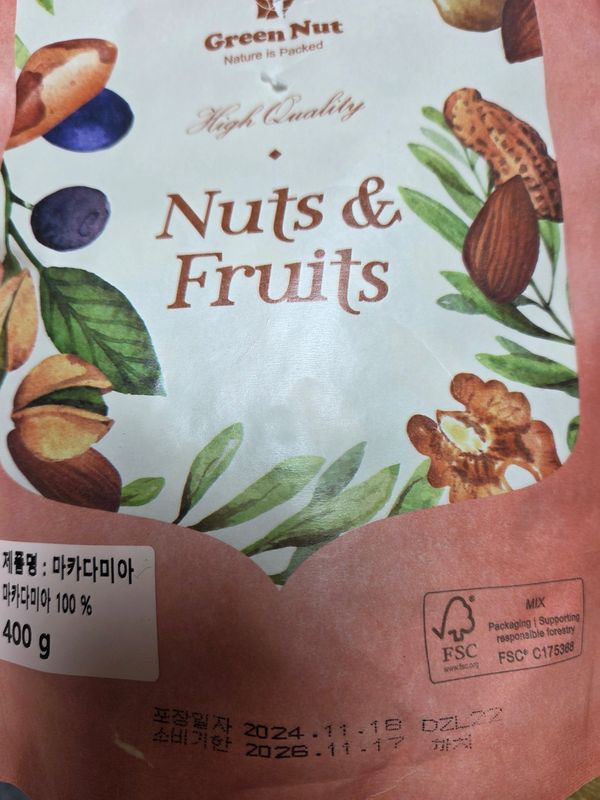 Green Nut
Nature is Packed
High Quality
Nuts &
Fruits
제품명 : 마카다미아
마카다미아 100 %
400 g
MIX
Packaging | Supporting
responsible forestry
FSC
www.fsc.org
FSC® C175368
포장일자 2024.11.18 DZLZZ
소비기한 2026.11.17 까지